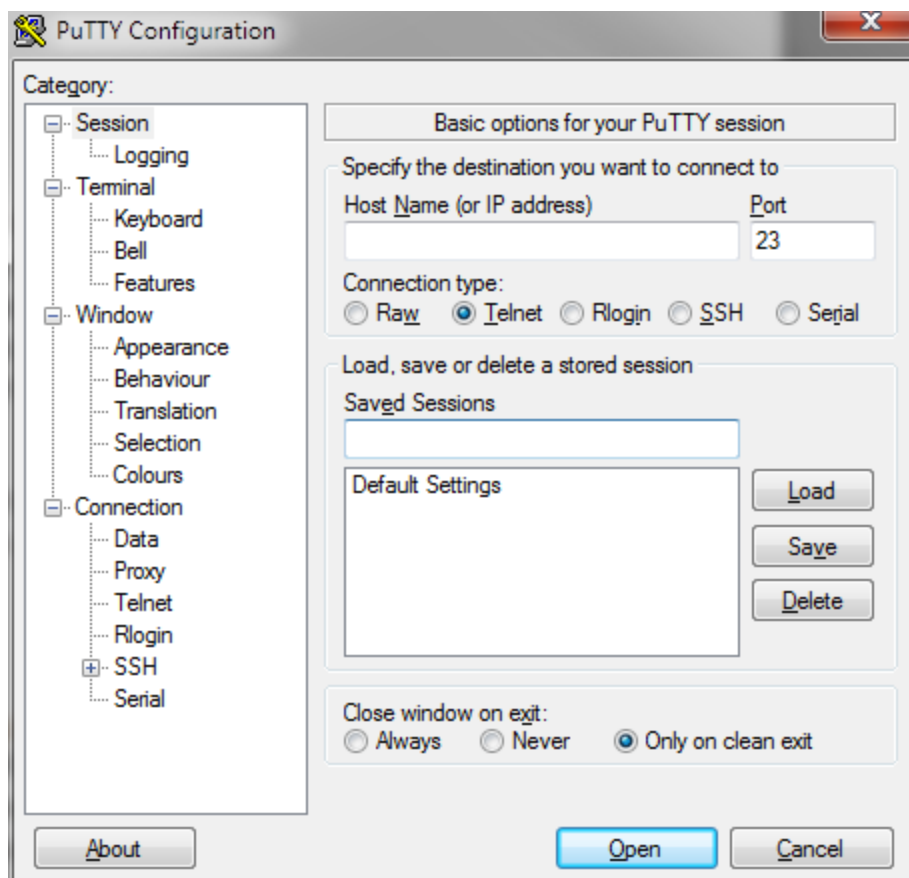 PuTTY Configuration
X
Category:
Session
Logging
Terminal
Keyboard
Bell
Features
Window
Appearance
Behaviour
Translation
Selection
Colours
Connection
Data
Proxy
Telnet
Rlogin
SSH
Serial
Basic options for your PuTTY session
Specify the destination you want to connect to
Host Name (or IP address) Port
23
Connection type:
Raw Telnet Rlogin SSH Serial
Load, save or delete a stored session
Saved Sessions
Default Settings
Load
Save
Delete
Close window on exit:
Always Never Only on clean exit
About Open Cancel